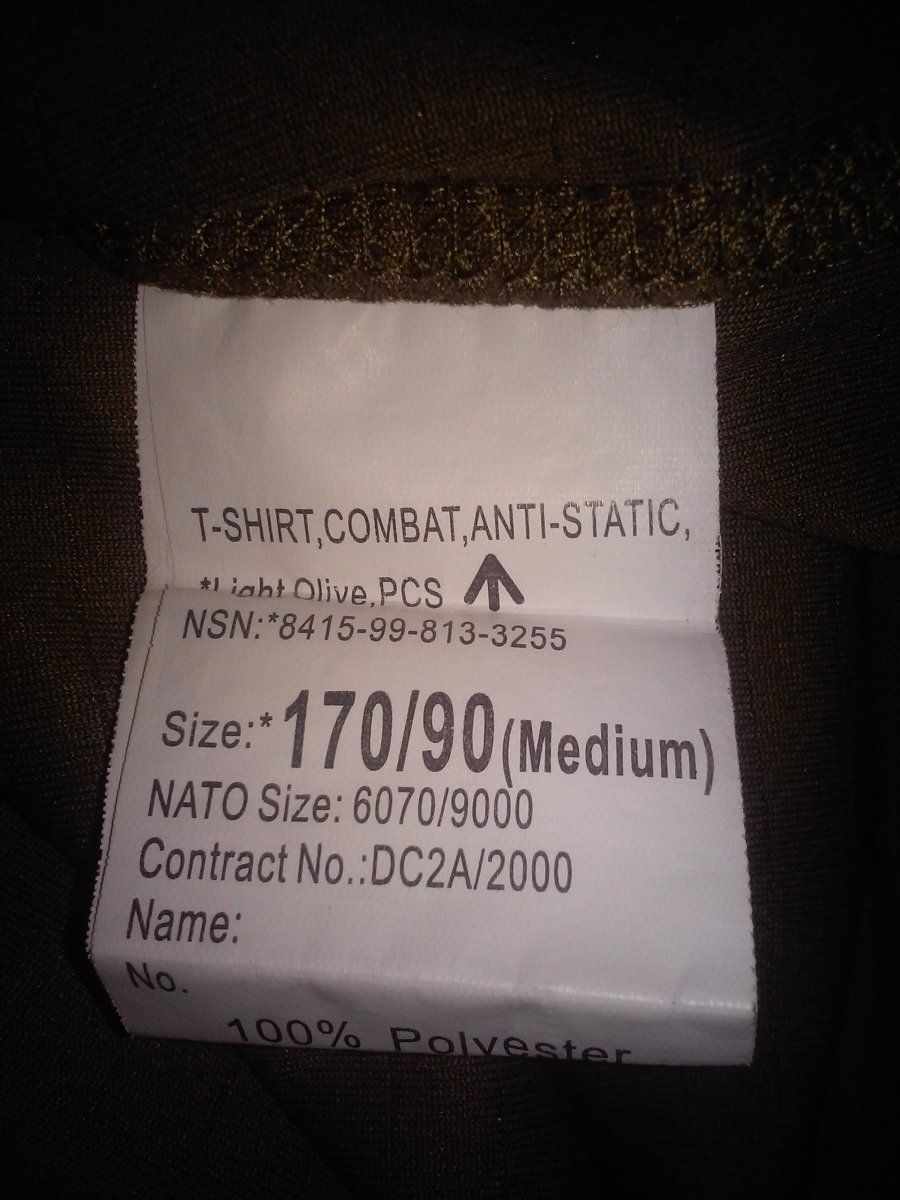 T-SHIRT,COMBAT,ANTI-STATIC,
*Light Olive,PCS
NSN:*8415-99-813-3255
Size:*170/90(Medium)
NATO Size: 6070/9000
Contract No.:DC2A/2000
Name:
No.
100% Polyester